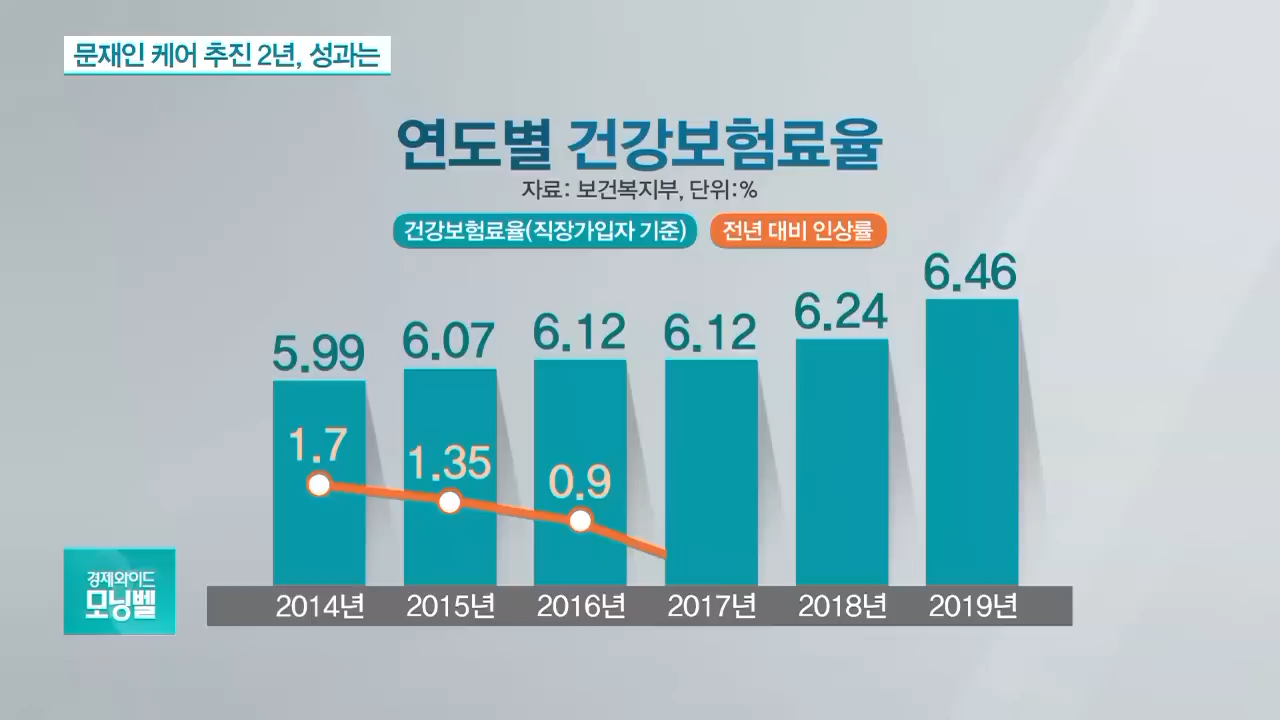 문재인 케어 추진 2년, 성과는
연도별 건강보험료율
자료: 보건복지부, 단위:%
건강보험료율(직장가입자 기준) 전년 대비 인상률
5.99 6.07 6.12 6.12 6.24 6.46
1.7 1.35 0.9
2014년 2015년 2016년 2017년 2018년 2019년
경제와이드
모닝벨